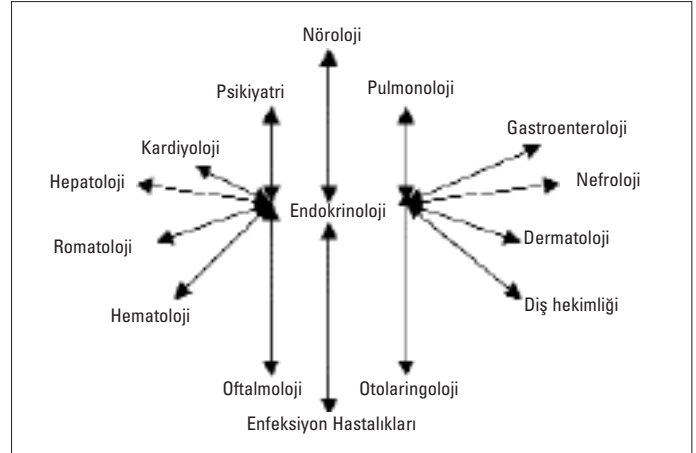 Nöroloji
Psikiyatri
Pulmonoloji
Gastroenteroloji
Kardiyoloji
Hepatoloji
Nefroloji
Endokrinoloji
Romatoloji
Dermatoloji
Hematoloji
Diş hekimliği
Oftalmoloji
Otolaringoloji
Enfeksiyon Hastalıkları